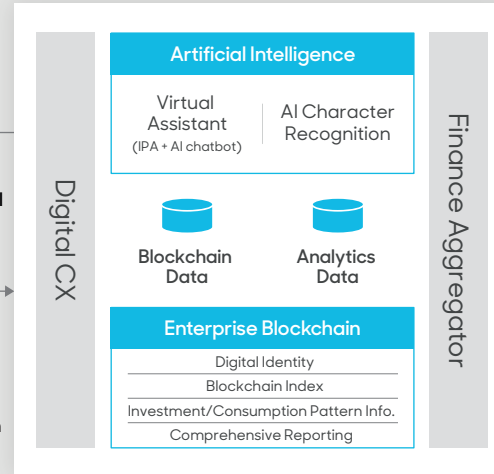 Digital CX
Artificial Intelligence
Virtual
Assistant
(IPA + AI chatbot)
AI Character
Recognition
Blockchain
Data
Analytics
Data
Enterprise Blockchain
Digital Identity
Blockchain Index
Investment/Consumption Pattern Info.
Comprehensive Reporting
Finance Aggregator